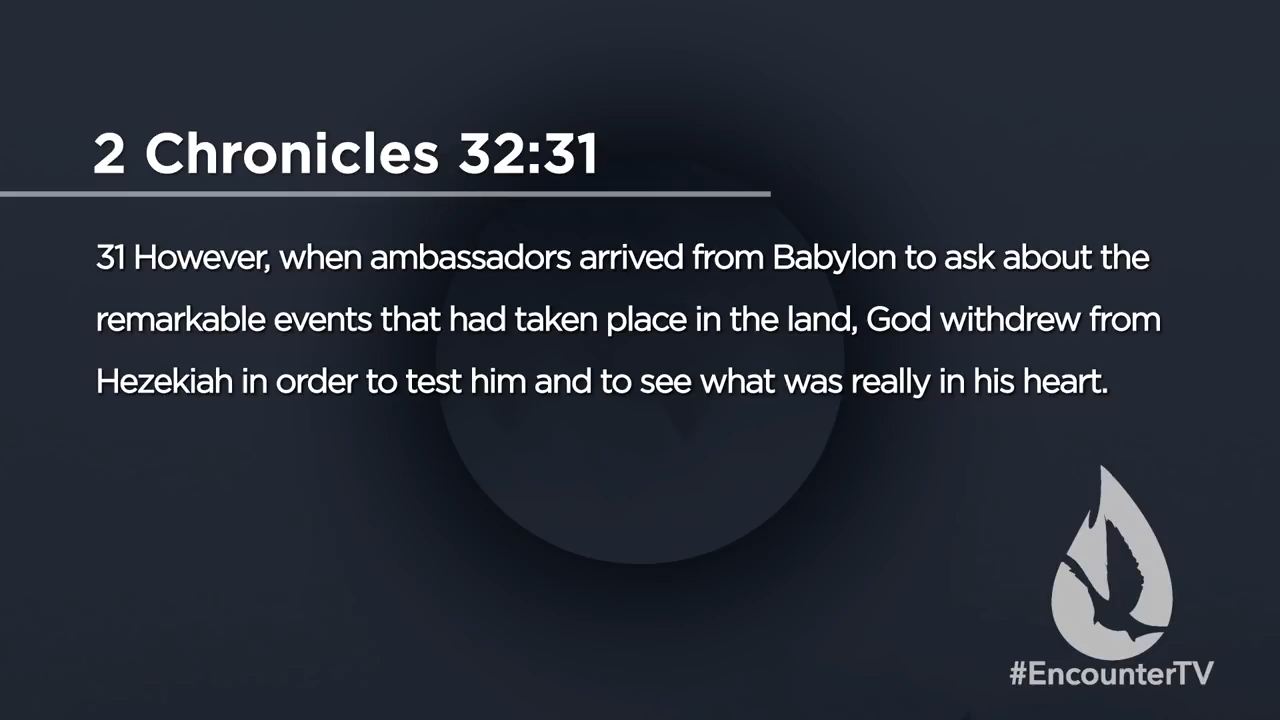 2 Chronicles 32:31
31 However, when ambassadors arrived from Babylon to ask about the
remarkable events that had taken place in the land, God withdrew from
Hezekiah in order to test him and to see what was really in his heart.
#EncounterTV